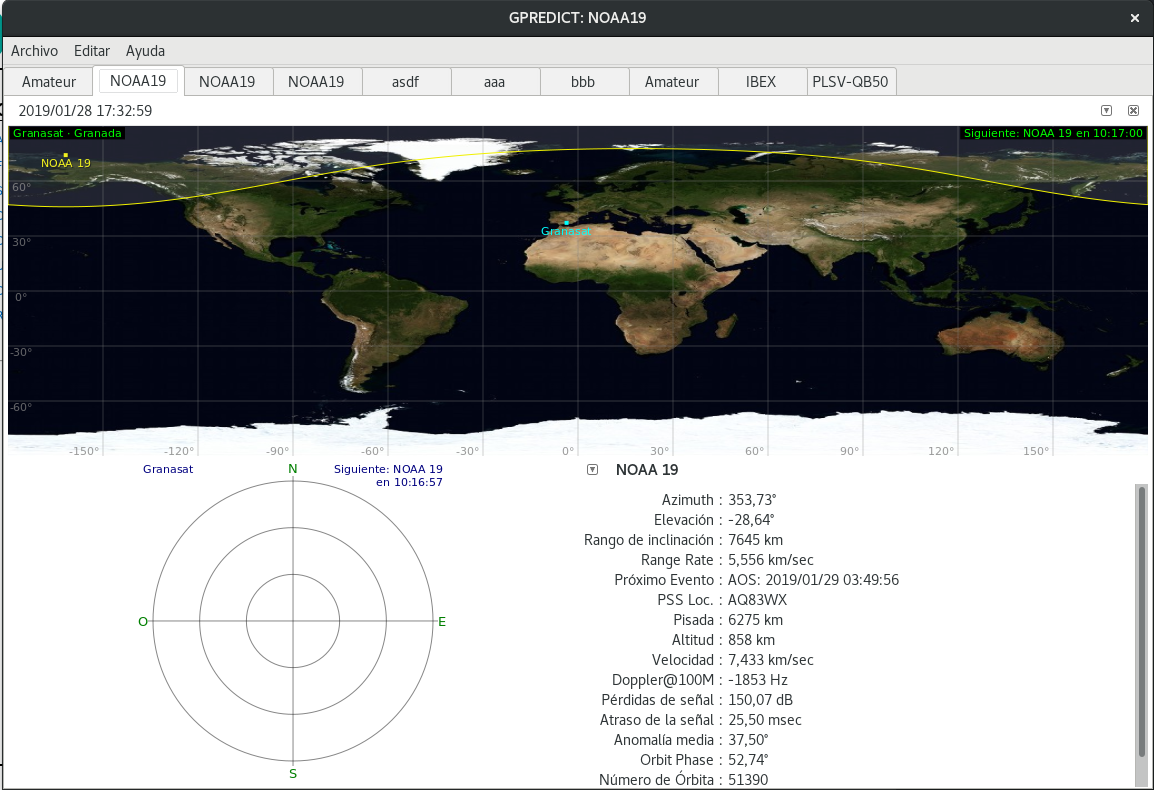 GPREDICT: NOAA19
Archivo Editar Ayuda
Amateur NOAA19 NOAA19 NOAA19 asdf aaa bbb Amateur IBEX PLSV-QB50
2019/01/28 17:32:59
Granasat · Granada
Siguiente: NOAA 19 en 10:17:00
NOAA 19
60°
Granasat
30°
0°
-30°
-60°
-150° -120° -90° -60° -30° 0° 30° 60° 90° 120° 150°
Granasat
N
Siguiente: NOAA 19
en 10:16:57
O
E
S
NOAA 19
Azimuth : 353,73°
Elevación : -28,64°
Rango de inclinación : 7645 km
Range Rate : 5,556 km/sec
Próximo Evento : AOS: 2019/01/29 03:49:56
PSS Loc. : AQ83WX
Pisada : 6275 km
Altitud : 858 km
Velocidad : 7,433 km/sec
Doppler@100M : -1853 Hz
Pérdidas de señal : 150,07 dB
Atraso de la señal : 25,50 msec
Anomalía media : 37,50°
Orbit Phase : 52,74°
Número de Órbita : 51390